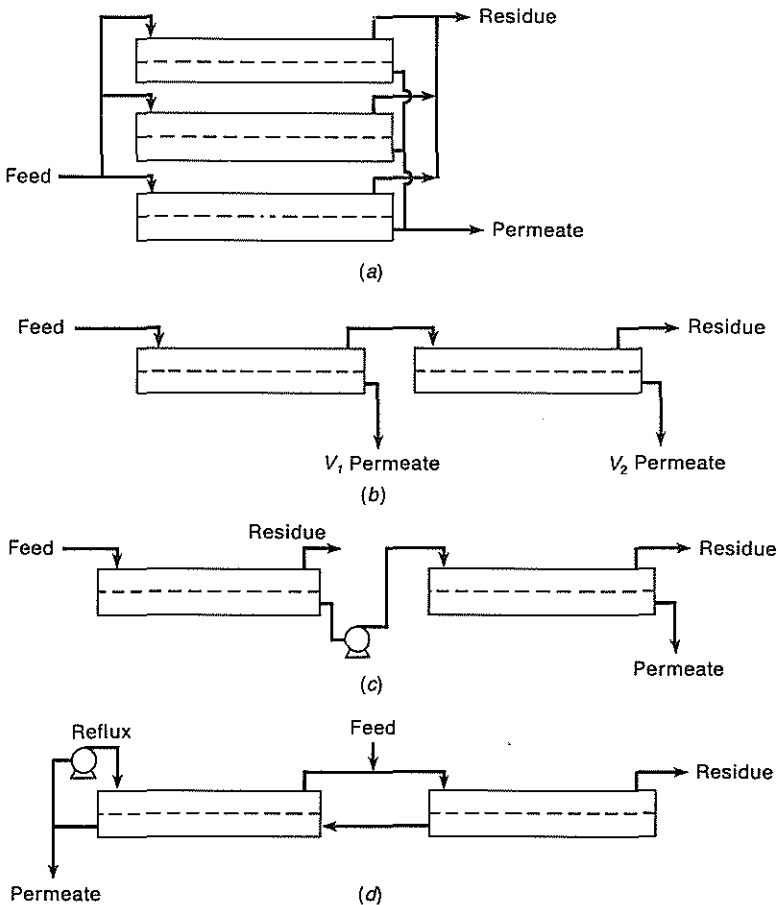 Residue
Feed
Permeate
(a)
Feed
Residue
V1 Permeate
V2 Permeate
(b)
Feed
Residue
Residue
Permeate
(c)
Reflux
Feed
Residue
Permeate
(d)